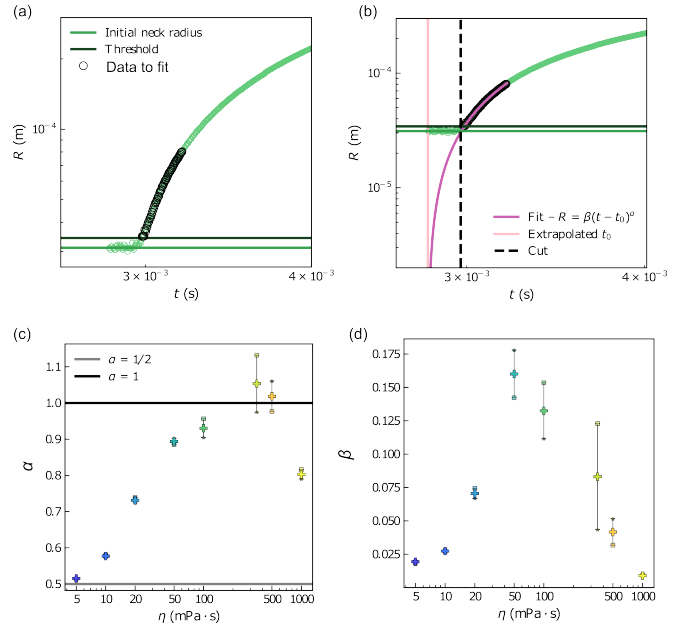 (a)
Initial neck radius
Threshold
Data to fit
10⁻⁴
R (m)
3 × 10⁻³
4 × 10⁻³
t (s)
(b)
10⁻⁴
10⁻⁵
R (m)
Fit – R = β(t − t₀)ᵅ
Extrapolated t₀
Cut
3 × 10⁻³
4 × 10⁻³
t (s)
(c)
α = 1/2
α = 1
1.1
1.0
0.9
0.8
0.7
0.6
0.5
α
5
10
20
50
100
500
1000
η (mPa · s)
(d)
0.175
0.150
0.125
0.100
0.075
0.050
0.025
β
5
10
20
50
100
500
1000
η (mPa · s)